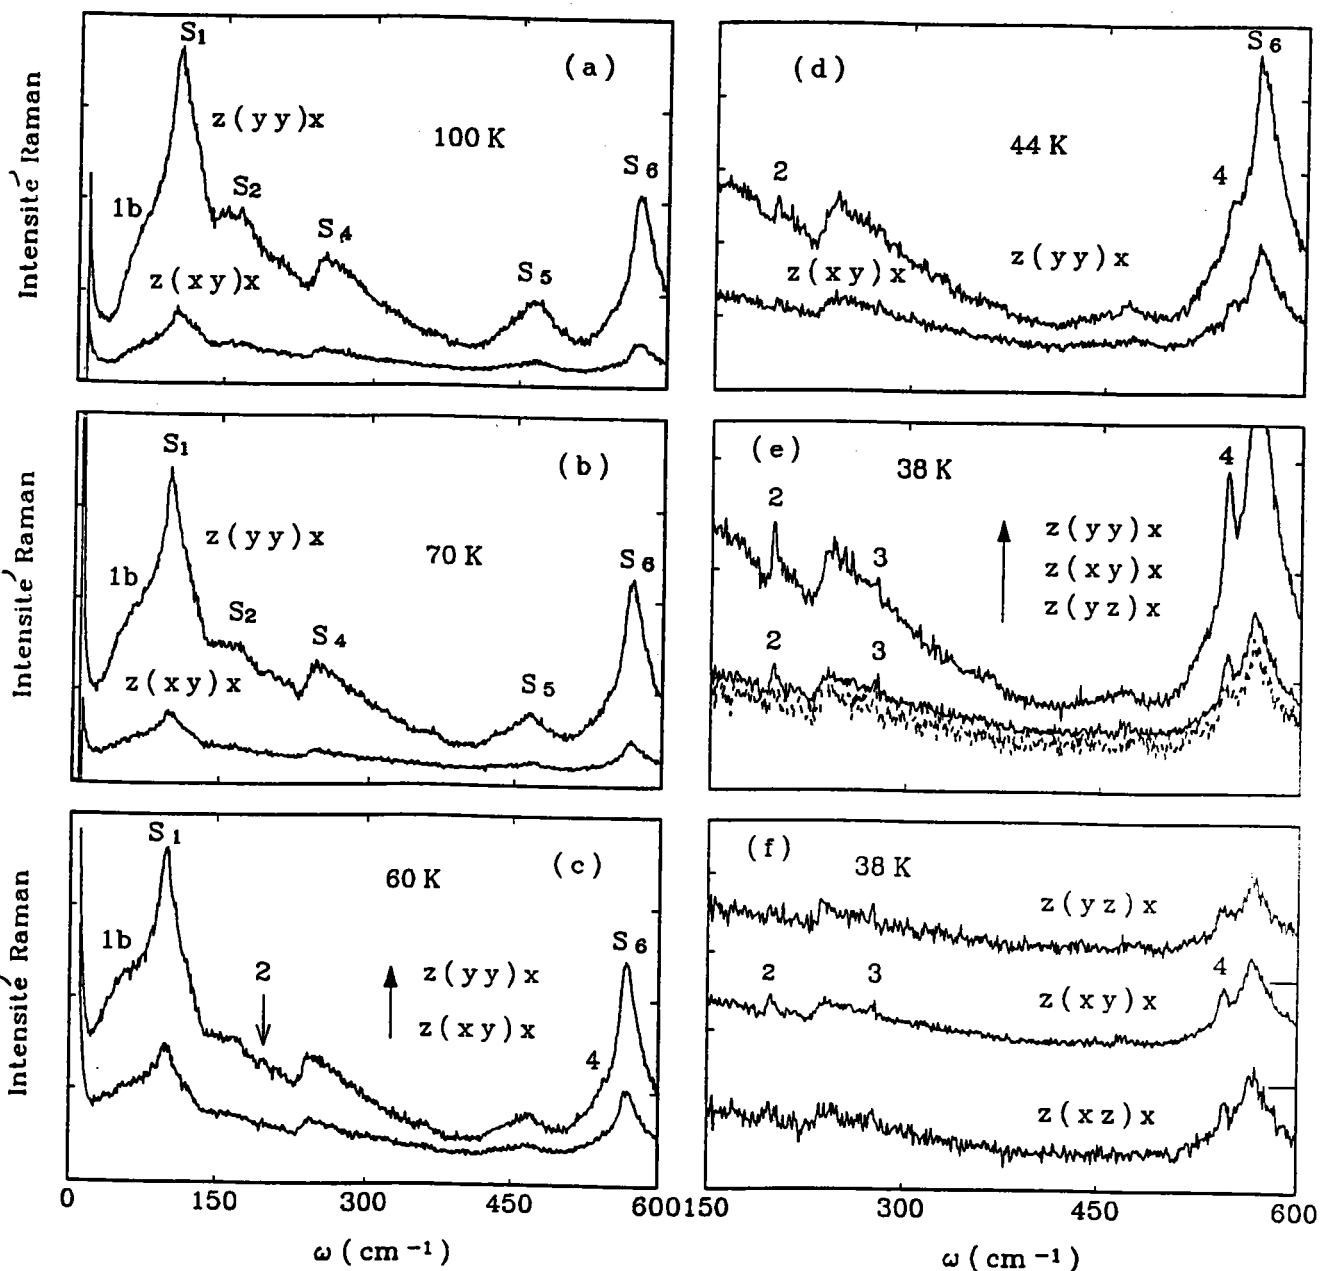 Intensité Raman
S1
(a)
z(yy)x
100 K
1b
S2
S4
S5
S6
z(xy)x
(d)
S6
44 K
2
4
z(xy)x
z(yy)x
Intensité Raman
S1
(b)
z(yy)x
70 K
1b
S2
S4
S5
S6
z(xy)x
(e)
38 K
4
2
3
z(yy)x
z(xy)x
z(yz)x
2
3
Intensité Raman
S1
(c)
60 K
1b
2
z(yy)x
z(xy)x
S6
4
0
150
300
450
600
ω (cm⁻¹)
(f)
38 K
z(yz)x
2
3
4
z(xy)x
z(xz)x
150
300
450
600
ω (cm⁻¹)